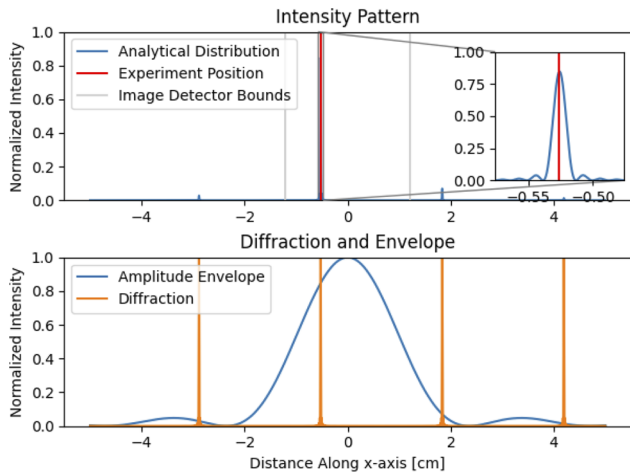 Intensity Pattern
Normalized Intensity
1.0
0.8
0.6
0.4
0.2
0.0
Analytical Distribution
Experiment Position
Image Detector Bounds
1.00
0.75
0.50
0.25
0.00
−0.55
−0.50
−4
−2
0
2
4
Diffraction and Envelope
Normalized Intensity
1.0
0.8
0.6
0.4
0.2
0.0
Amplitude Envelope
Diffraction
−4
−2
0
2
4
Distance Along x-axis [cm]